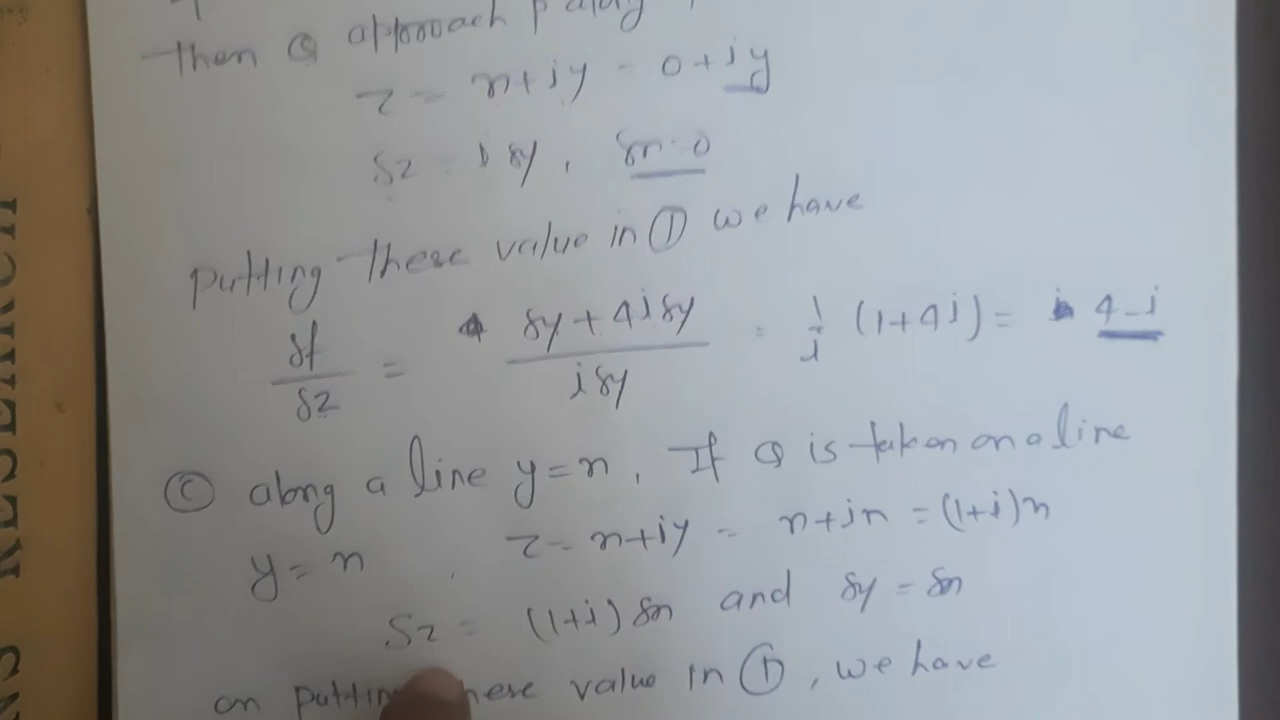 then Q approach P along
z = x+iy = 0+iy
δz = iδy, δx=0
putting these value in ① we have
δf/δz = δy+4iδy/iδy = 1/i (1+4i) = 4-i
ⓒ along a line y=x, If Q is taken on a line
y=x, z=x+iy = x+ix = (1+i)x
δz = (1+i)δx and δy = δx
on putting these value in ①, we have
RESEARCH